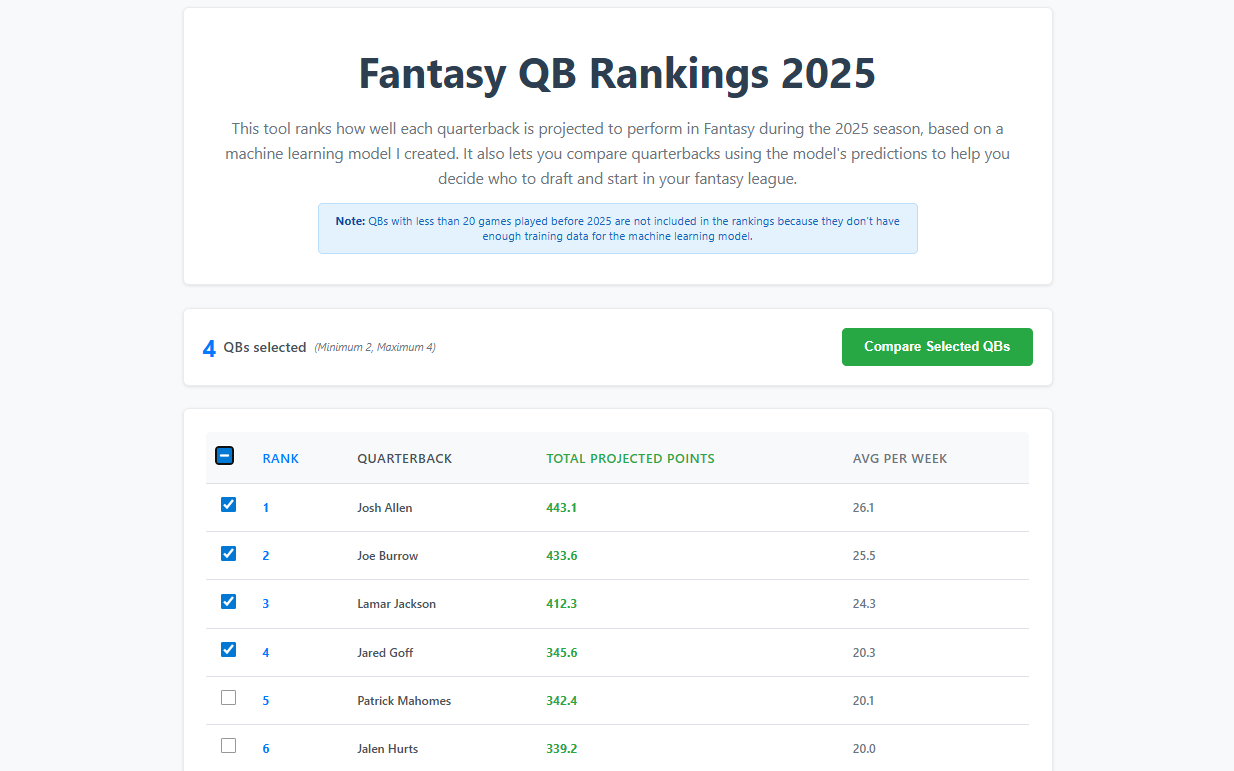 Fantasy QB Rankings 2025
This tool ranks how well each quarterback is projected to perform in Fantasy during the 2025 season, based on a
machine learning model I created. It also lets you compare quarterbacks using the model's predictions to help you
decide who to draft and start in your fantasy league.
Note: QBs with less than 20 games played before 2025 are not included in the rankings because they don't have
enough training data for the machine learning model.
4 QBs selected (Minimum 2, Maximum 4) Compare Selected QBs
RANK QUARTERBACK TOTAL PROJECTED POINTS AVG PER WEEK
1 Josh Allen 443.1 26.1
2 Joe Burrow 433.6 25.5
3 Lamar Jackson 412.3 24.3
4 Jared Goff 345.6 20.3
5 Patrick Mahomes 342.4 20.1
6 Jalen Hurts 339.2 20.0